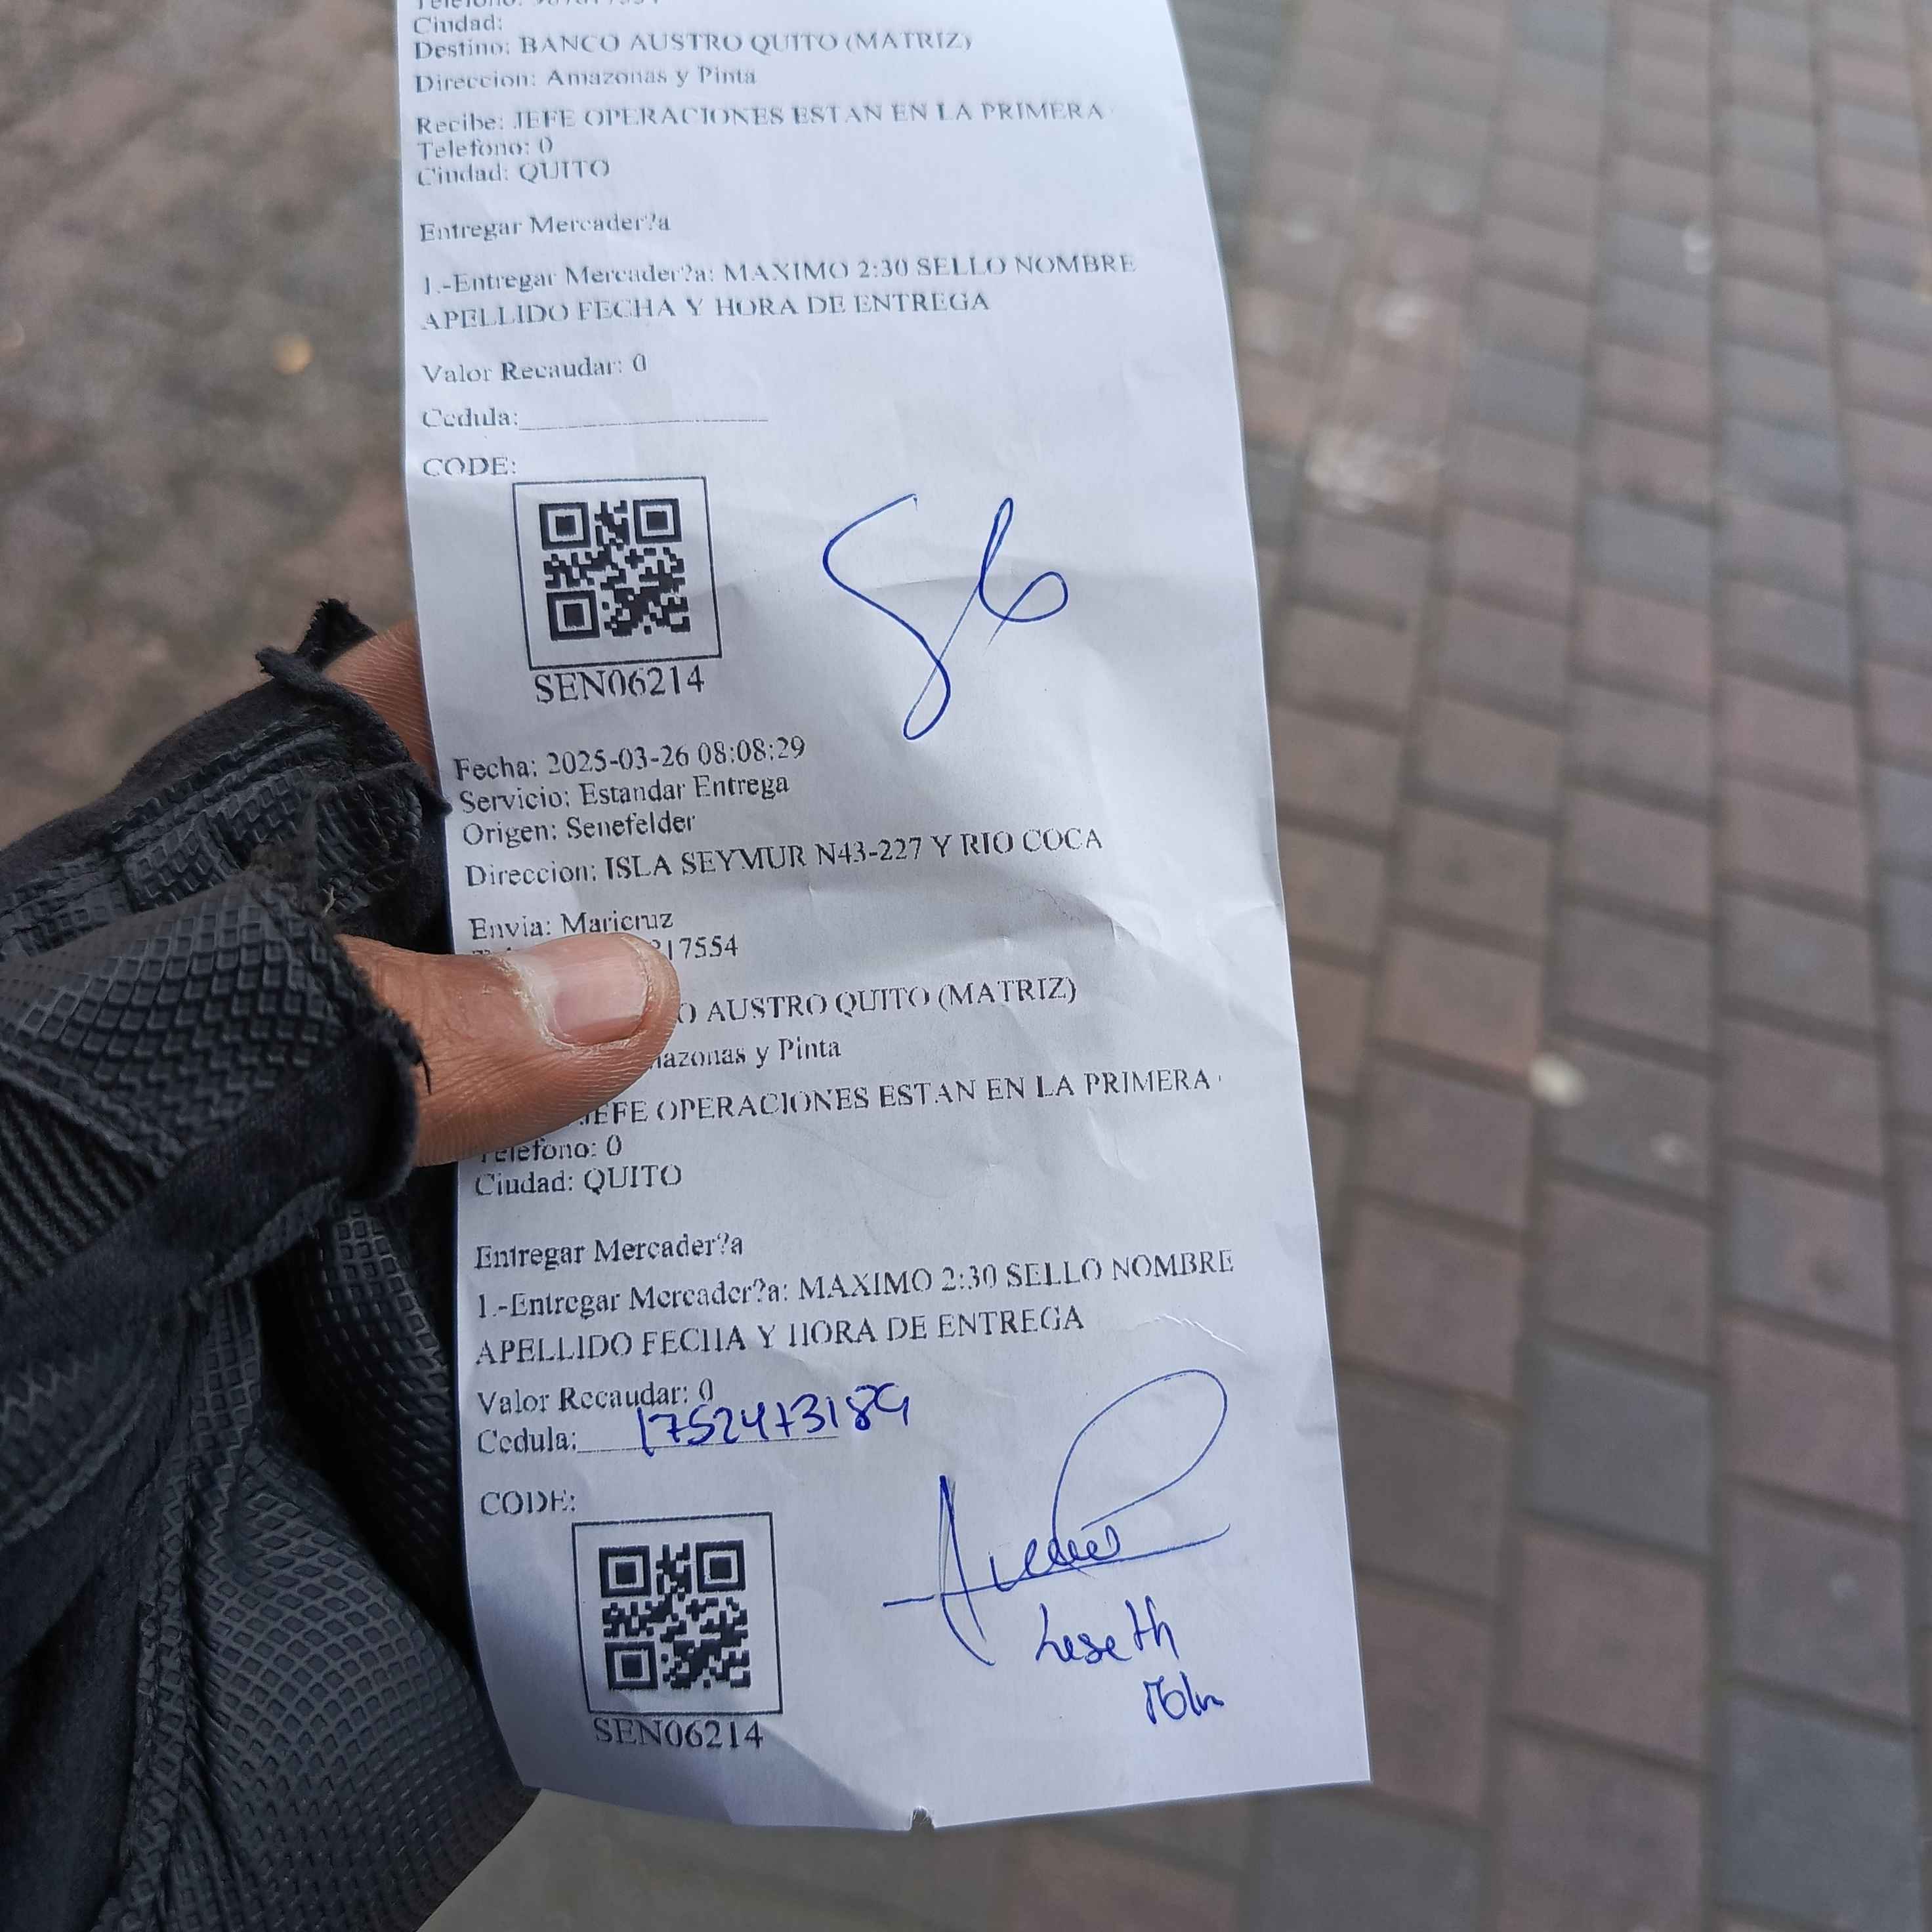 Ciudad:
Destino: BANCO AUSTRO QUITO (MATRIZ)
Direccion: Amazonas y Pinta
Recibe: JEFE OPERACIONES ESTAN EN LA PRIMERA
Telefono: 0
Ciudad: QUITO
Entregar Mercader?a
1.-Entregar Mercader?a: MAXIMO 2:30 SELLO NOMBRE
APELLIDO FECHA Y HORA DE ENTREGA
Valor Recaudar: 0
Cedula:
CODE:
SEN06214
Fecha: 2025-03-26 08:08:29
Servicio: Estandar Entrega
Origen: Senefelder
Direccion: ISLA SEYMUR N43-227 Y RIO COCA
Envia: Maricruz
17554
O AUSTRO QUITO (MATRIZ)
azonas y Pinta
JEFE OPERACIONES ESTAN EN LA PRIMERA
Telefono: 0
Ciudad: QUITO
Entregar Mercader?a
1.-Entregar Mercader?a: MAXIMO 2:30 SELLO NOMBRE
APELLIDO FECHA Y HORA DE ENTREGA
Valor Recaudar: 0
Cedula:
CODE:
SEN06214